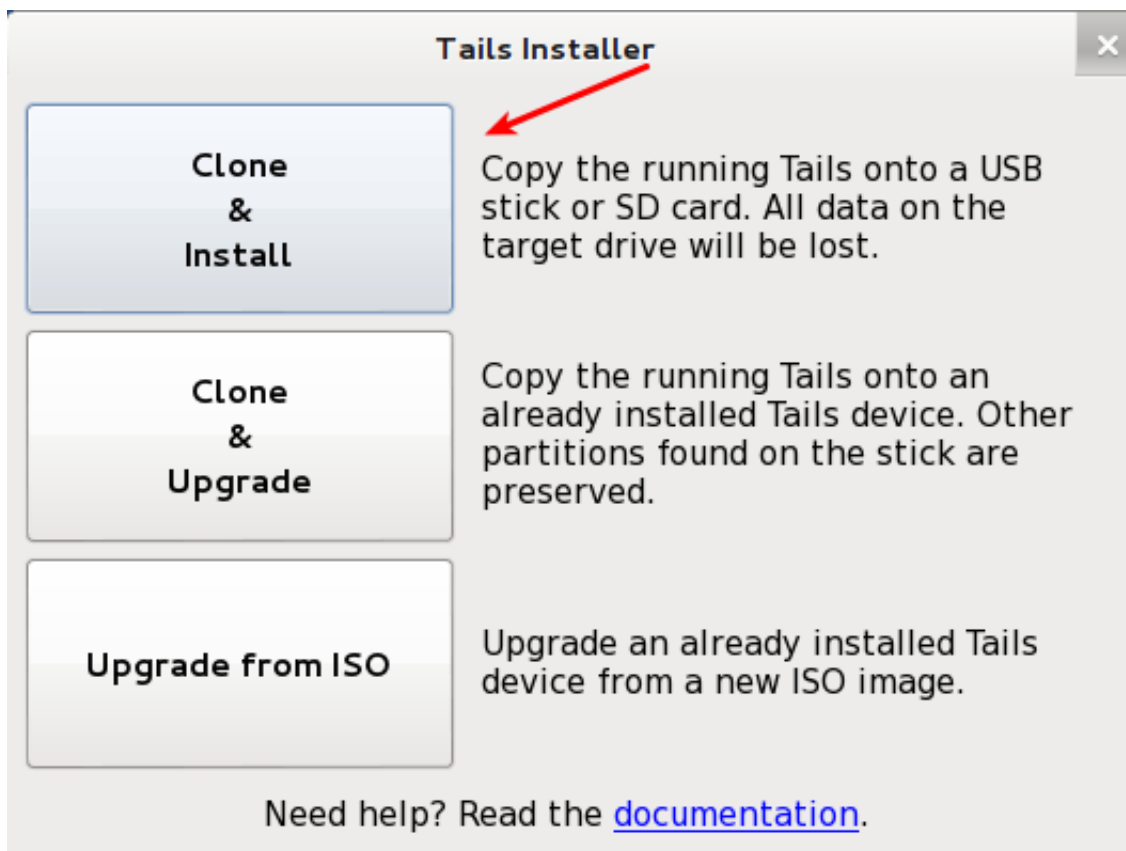 Tails Installer
Clone
&
Install
Copy the running Tails onto a USB
stick or SD card. All data on the
target drive will be lost.
Clone
&
Upgrade
Copy the running Tails onto an
already installed Tails device. Other
partitions found on the stick are
preserved.
Upgrade from ISO
Upgrade an already installed Tails
device from a new ISO image.
Need help? Read the documentation.